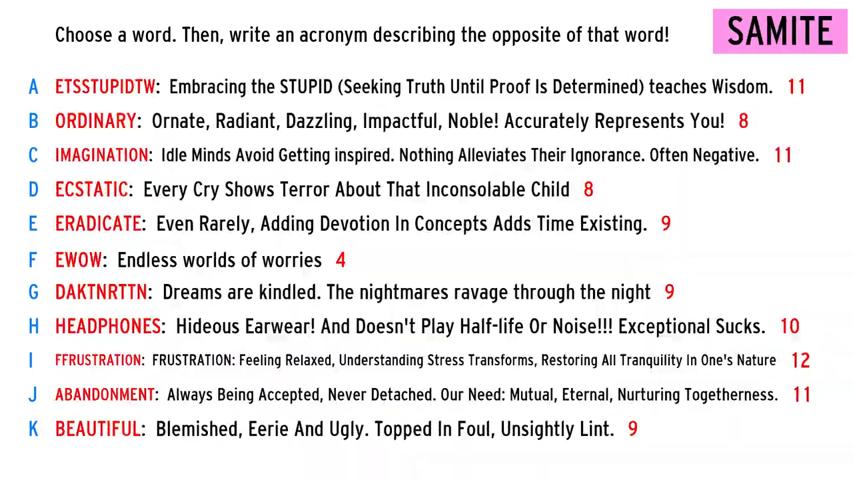 Choose a word. Then, write an acronym describing the opposite of that word!
SAMITE
A ETSSTUPIDTW: Embracing the STUPID (Seeking Truth Until Proof Is Determined) teaches Wisdom. 11
B ORDINARY: Ornate, Radiant, Dazzling, Impactful, Noble! Accurately Represents You! 8
C IMAGINATION: Idle Minds Avoid Getting inspired. Nothing Alleviates Their Ignorance. Often Negative. 11
D ECSTATIC: Every Cry Shows Terror About That Inconsolable Child 8
E ERADICATE: Even Rarely, Adding Devotion In Concepts Adds Time Existing. 9
F EWOW: Endless worlds of worries 4
G DAKTNRTTN: Dreams are kindled. The nightmares ravage through the night 9
H HEADPHONES: Hideous Earwear! And Doesn't Play Half-life Or Noise!!! Exceptional Sucks. 10
I FFRUSTRATION: FRUSTRATION: Feeling Relaxed, Understanding Stress Transforms, Restoring All Tranquility In One's Nature 12
J ABANDONMENT: Always Being Accepted, Never Detached. Our Need: Mutual, Eternal, Nurturing Togetherness. 11
K BEAUTIFUL: Blemished, Eerie And Ugly. Topped In Foul, Unsightly Lint. 9